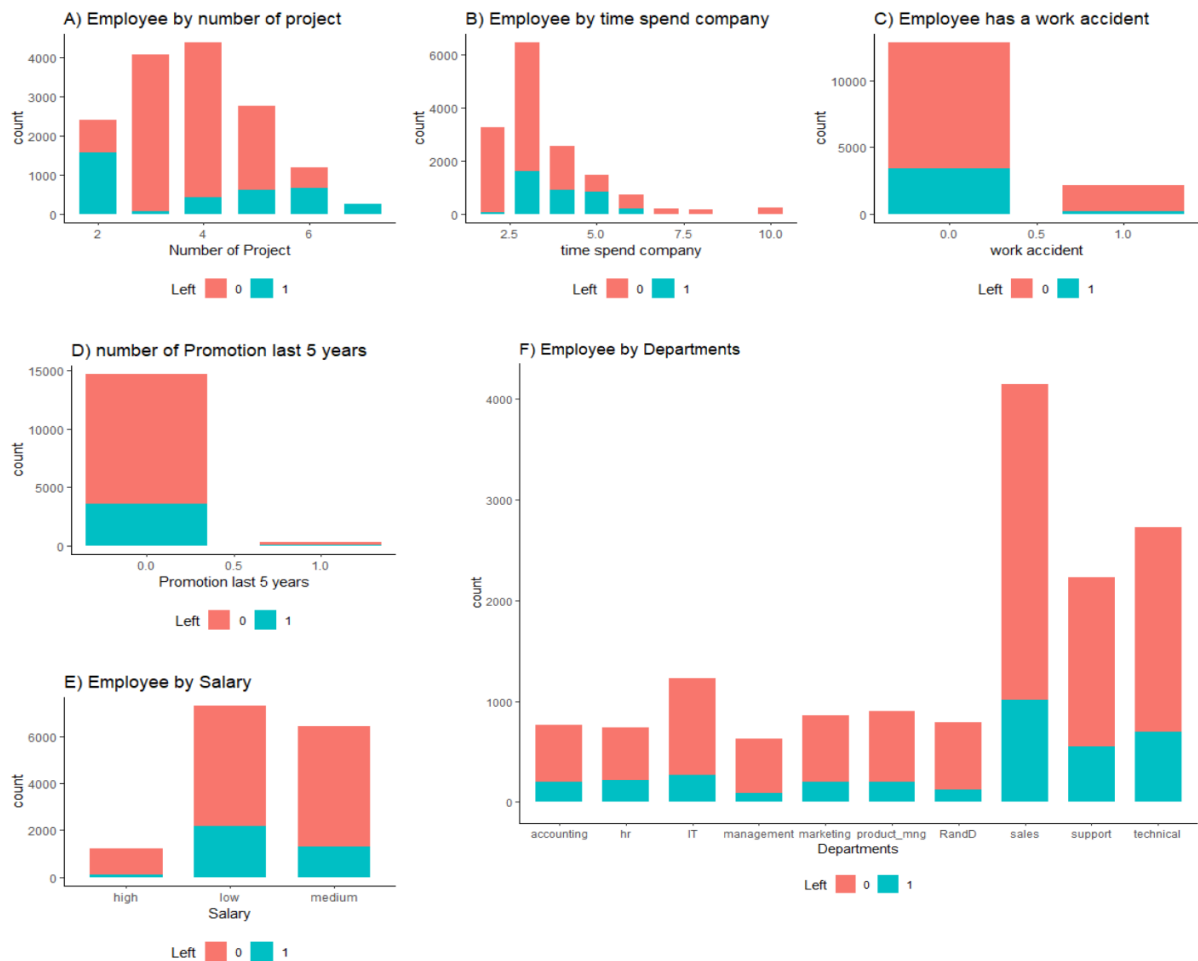 A) Employee by number of project
4000
3000
2000
1000
0
count
2 4 6
Number of Project
Left 0 1
B) Employee by time spend company
6000
4000
2000
0
count
2.5 5.0 7.5 10.0
time spend company
Left 0 1
C) Employee has a work accident
10000
5000
0
count
0.0 0.5 1.0
work accident
Left 0 1
D) number of Promotion last 5 years
15000
10000
5000
0
count
0.0 0.5 1.0
Promotion last 5 years
Left 0 1
E) Employee by Salary
6000
4000
2000
0
count
high low medium
Salary
Left 0 1
F) Employee by Departments
4000
3000
2000
1000
0
count
accounting hr IT management marketing product_mng RandD sales support technical
Departments
Left 0 1